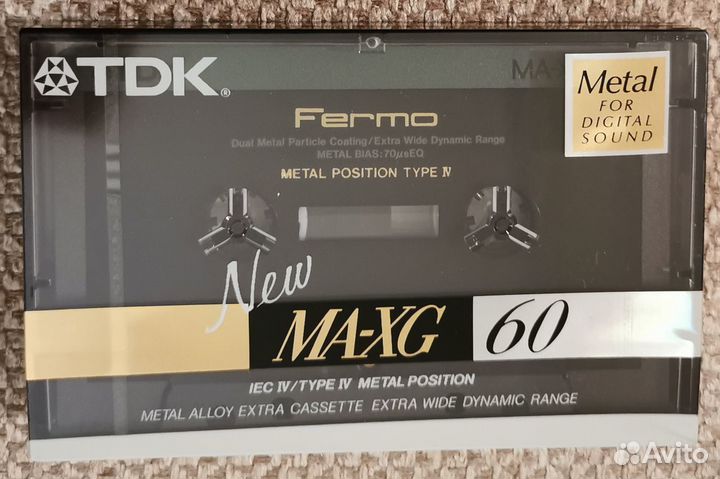 TDK®
MA-
Metal
FOR
DIGITAL
SOUND
Fermo
Dual Metal Particle Coating/Extra Wide Dynamic Range
METAL BIAS:70μsEQ
METAL POSITION TYPE Ⅳ
New
MA-XG 60
IEC Ⅳ/TYPE Ⅳ METAL POSITION
METAL ALLOY EXTRA CASSETTE EXTRA WIDE DYNAMIC RANGE
Avito